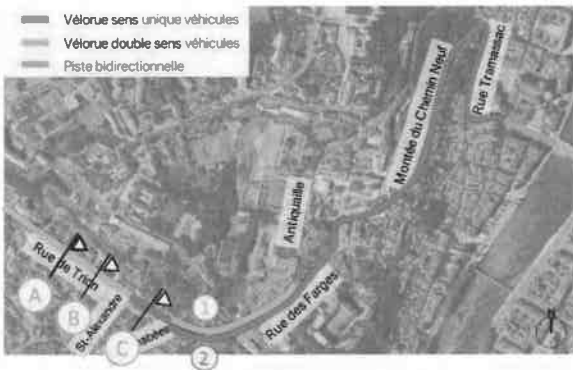 Vélorue sens unique véhicules
Vélorue double sens véhicules
Piste bidirectionnelle
Rue Tramassac
Montée du Chemin Neuf
Antiquaille
Rue de Trion
A
B
St-Alexandre
C
1
Rue des Farges
2
N